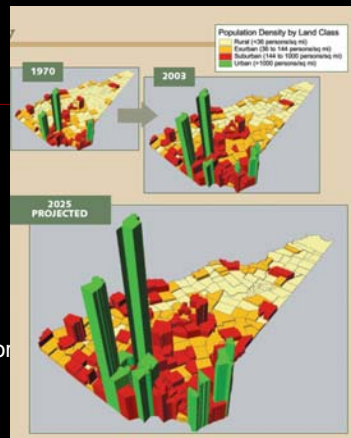 Population Density by Land Class
Rural (<36 persons/sq mi)
Exurban (36 to 144 persons/sq mi)
Suburban (144 to 1000 persons/sq mi)
Urban (>1000 persons/sq mi)
1970
2003
2025
PROJECTED